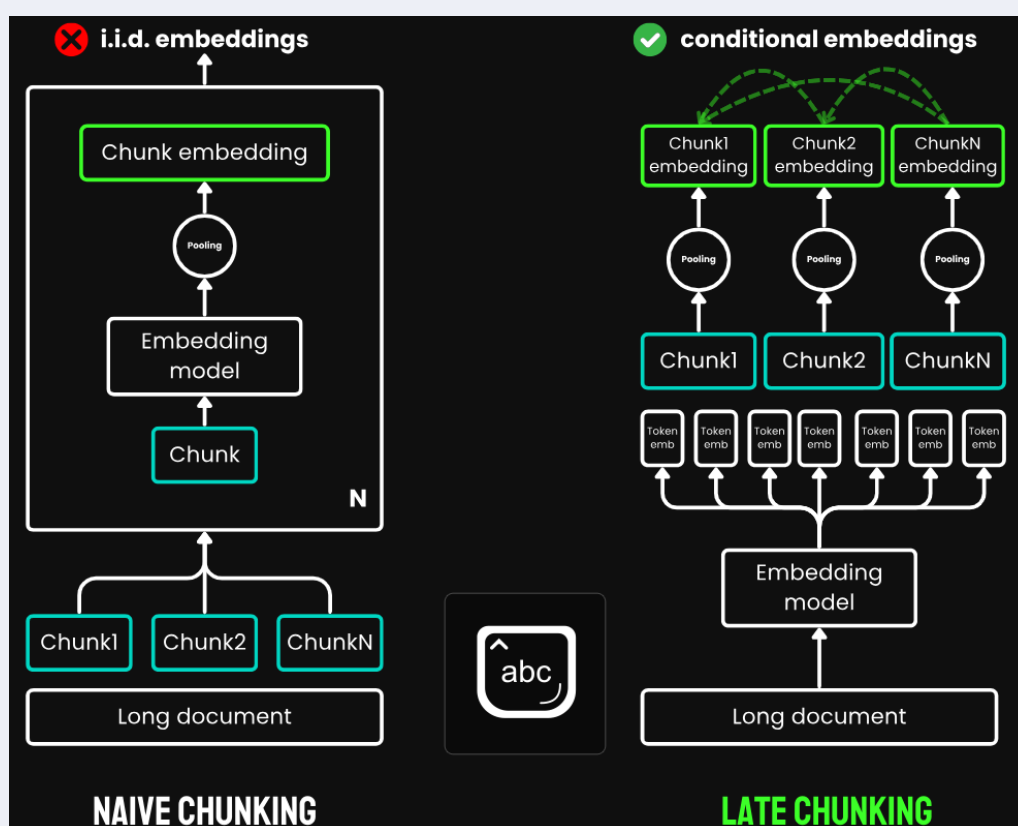 i.i.d. embeddings
Chunk embedding
Pooling
Embedding
model
Chunk
N
Chunk1
Chunk2
ChunkN
Long document
NAIVE CHUNKING
abc
conditional embeddings
Chunk1
embedding
Chunk2
embedding
ChunkN
embedding
Pooling
Pooling
Pooling
Chunk1
Chunk2
ChunkN
Token
emb
Token
emb
Token
emb
Token
emb
Token
emb
Token
emb
Token
emb
Embedding
model
Long document
LATE CHUNKING